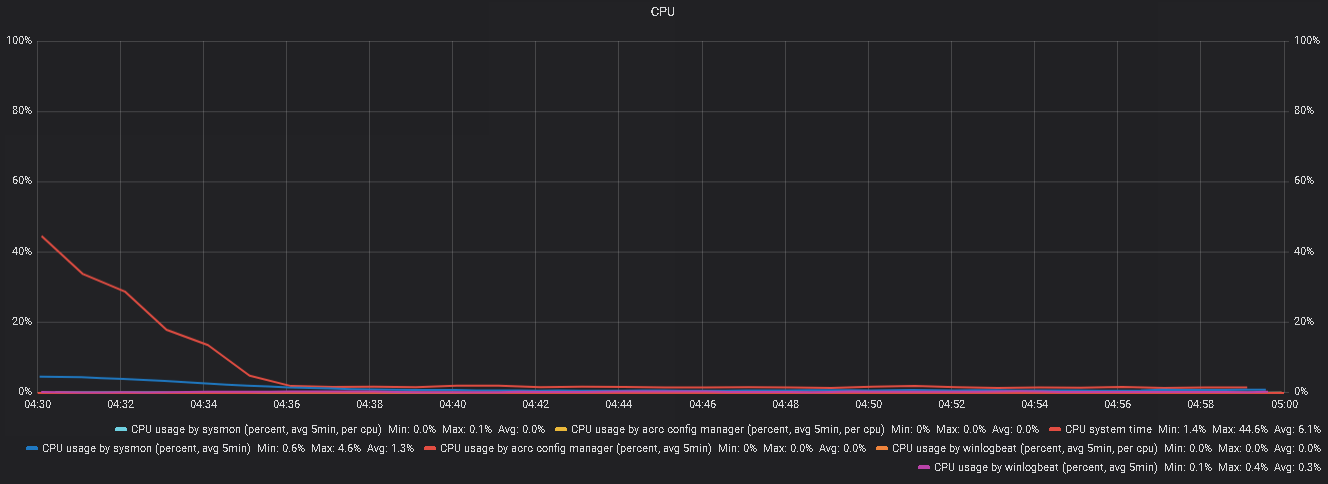 CPU
100% 100%
80% 80%
60% 60%
40% 40%
20% 20%
0% 0%
04:30 04:32 04:34 04:36 04:38 04:40 04:42 04:44 04:46 04:48 04:50 04:52 04:54 04:56 04:58 05:00
CPU usage by sysmon (percent, avg 5min, per cpu) Min: 0.0% Max: 0.1% Avg: 0.0% CPU usage by acro config manager (percent, avg 5min, per cpu) Min: 0% Max: 0.0% Avg: 0.0% CPU system time Min: 1.4% Max: 44.6% Avg: 6.1%
CPU usage by sysmon (percent, avg 5min) Min: 0.6% Max: 4.6% Avg: 1.3% CPU usage by acro config manager (percent, avg 5min) Min: 0% Max: 0.0% Avg: 0.0% CPU usage by winlogbeat (percent, avg 5min, per cpu) Min: 0.0% Max: 0.0% Avg: 0.0%
CPU usage by winlogbeat (percent, avg 5min) Min: 0.1% Max: 0.4% Avg: 0.3%